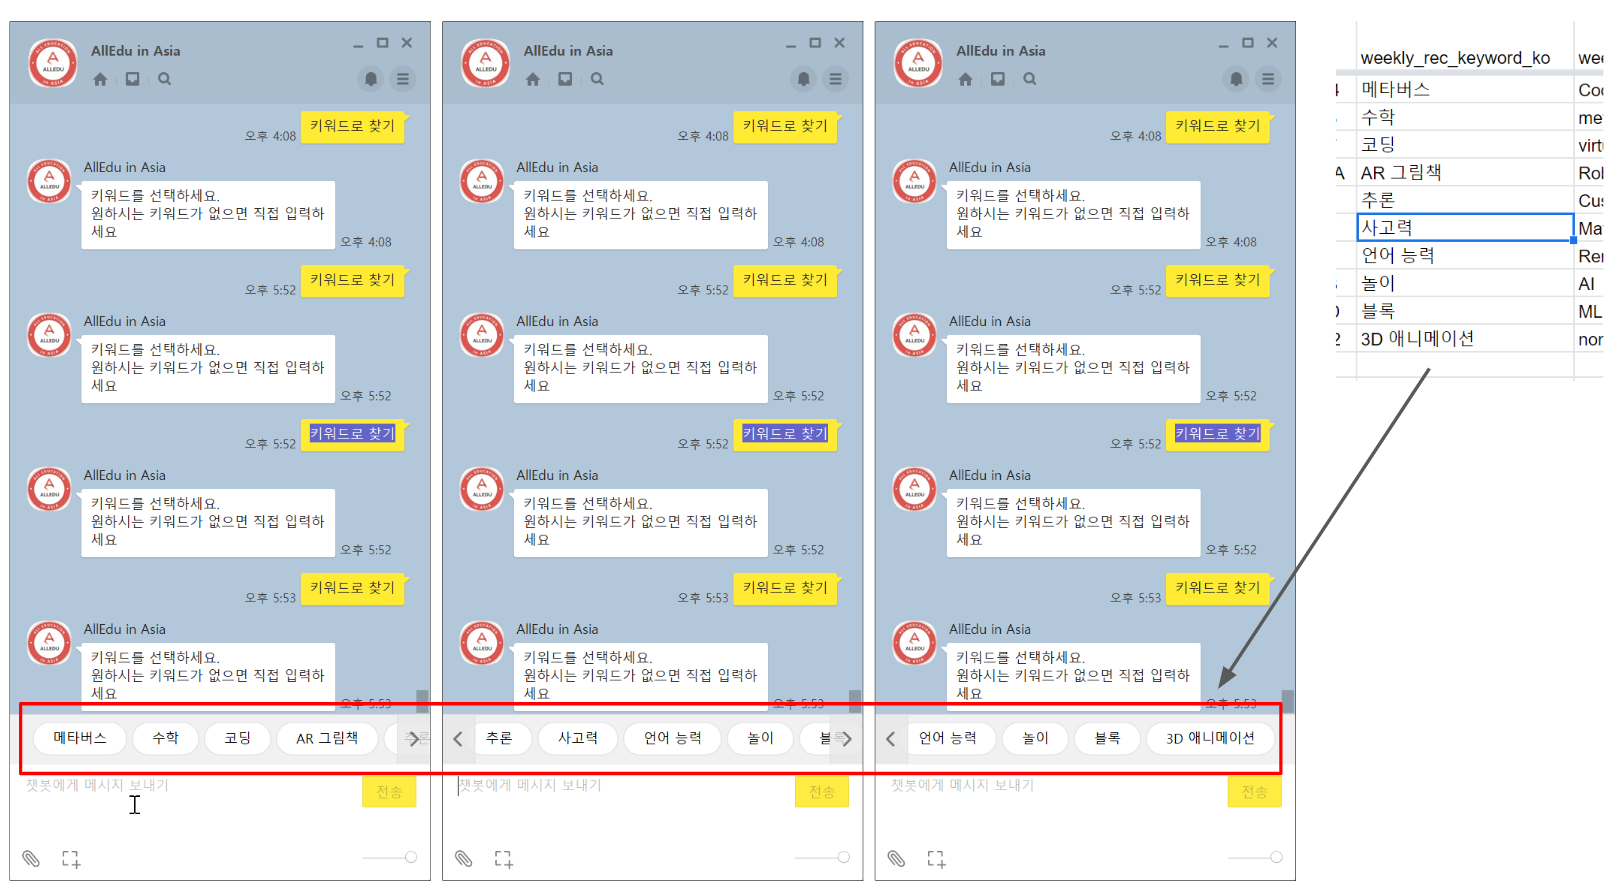 AllEdu in Asia
키워드로 찾기
오후 4:08
AllEdu in Asia
키워드를 선택하세요.
원하시는 키워드가 없으면 직접 입력하
세요
오후 4:08
키워드로 찾기
오후 5:52
AllEdu in Asia
키워드를 선택하세요.
원하시는 키워드가 없으면 직접 입력하
세요
오후 5:52
키워드로 찾기
오후 5:52
AllEdu in Asia
키워드를 선택하세요.
원하시는 키워드가 없으면 직접 입력하
세요
오후 5:52
키워드로 찾기
오후 5:53
AllEdu in Asia
키워드를 선택하세요.
원하시는 키워드가 없으면 직접 입력하
세요
오후 5:53
메타버스 수학 코딩 AR 그림책 추론
챗봇에게 메시지 보내기
전송
AllEdu in Asia
키워드로 찾기
오후 4:08
AllEdu in Asia
키워드를 선택하세요.
원하시는 키워드가 없으면 직접 입력하
세요
오후 4:08
키워드로 찾기
오후 5:52
AllEdu in Asia
키워드를 선택하세요.
원하시는 키워드가 없으면 직접 입력하
세요
오후 5:52
키워드로 찾기
오후 5:52
AllEdu in Asia
키워드를 선택하세요.
원하시는 키워드가 없으면 직접 입력하
세요
오후 5:52
키워드로 찾기
오후 5:53
AllEdu in Asia
키워드를 선택하세요.
원하시는 키워드가 없으면 직접 입력하
세요
오후 5:53
추론 사고력 언어 능력 놀이 블록
챗봇에게 메시지 보내기
전송
AllEdu in Asia
키워드로 찾기
오후 4:08
AllEdu in Asia
키워드를 선택하세요.
원하시는 키워드가 없으면 직접 입력하
세요
오후 4:08
키워드로 찾기
오후 5:52
AllEdu in Asia
키워드를 선택하세요.
원하시는 키워드가 없으면 직접 입력하
세요
오후 5:52
키워드로 찾기
오후 5:52
AllEdu in Asia
키워드를 선택하세요.
원하시는 키워드가 없으면 직접 입력하
세요
오후 5:52
키워드로 찾기
오후 5:53
AllEdu in Asia
키워드를 선택하세요.
원하시는 키워드가 없으면 직접 입력하
세요
오후 5:53
언어 능력 놀이 블록 3D 애니메이션
챗봇에게 메시지 보내기
전송
weekly_rec_keyword_ko wee
메타버스 Coo
수학 me
코딩 virtu
AR 그림책 Rob
추론 Cus
사고력 Ma
언어 능력 Rem
놀이 AI
블록 ML
3D 애니메이션 nor